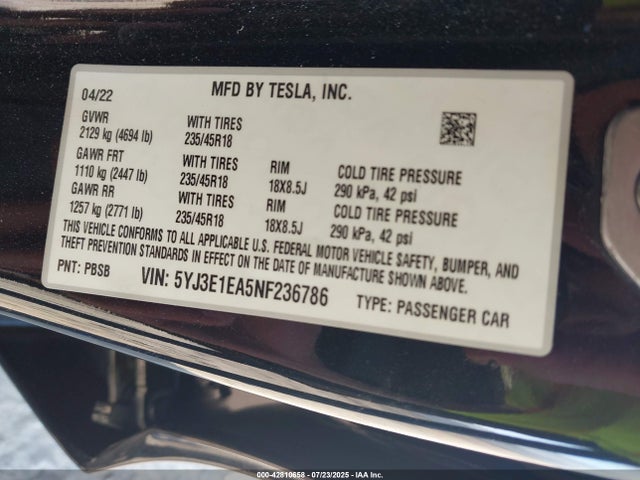 04/22 MFD BY TESLA, INC.
GVWR WITH TIRES
2129 kg (4694 lb) 235/45R18
GAWR FRT WITH TIRES RIM COLD TIRE PRESSURE
1110 kg (2447 lb) 235/45R18 18X8.5J 290 kPa, 42 psi
GAWR RR WITH TIRES RIM COLD TIRE PRESSURE
1257 kg (2771 lb) 235/45R18 18X8.5J 290 kPa, 42 psi
THIS VEHICLE CONFORMS TO ALL APPLICABLE U.S. FEDERAL MOTOR VEHICLE SAFETY, BUMPER, AND
THEFT PREVENTION STANDARDS IN EFFECT ON THE DATE OF MANUFACTURE SHOWN ABOVE.
PNT: PBSB VIN: 5YJ3E1EA5NF236786 TYPE: PASSENGER CAR
000-42810658 - 07/23/2025 - IAA Inc.